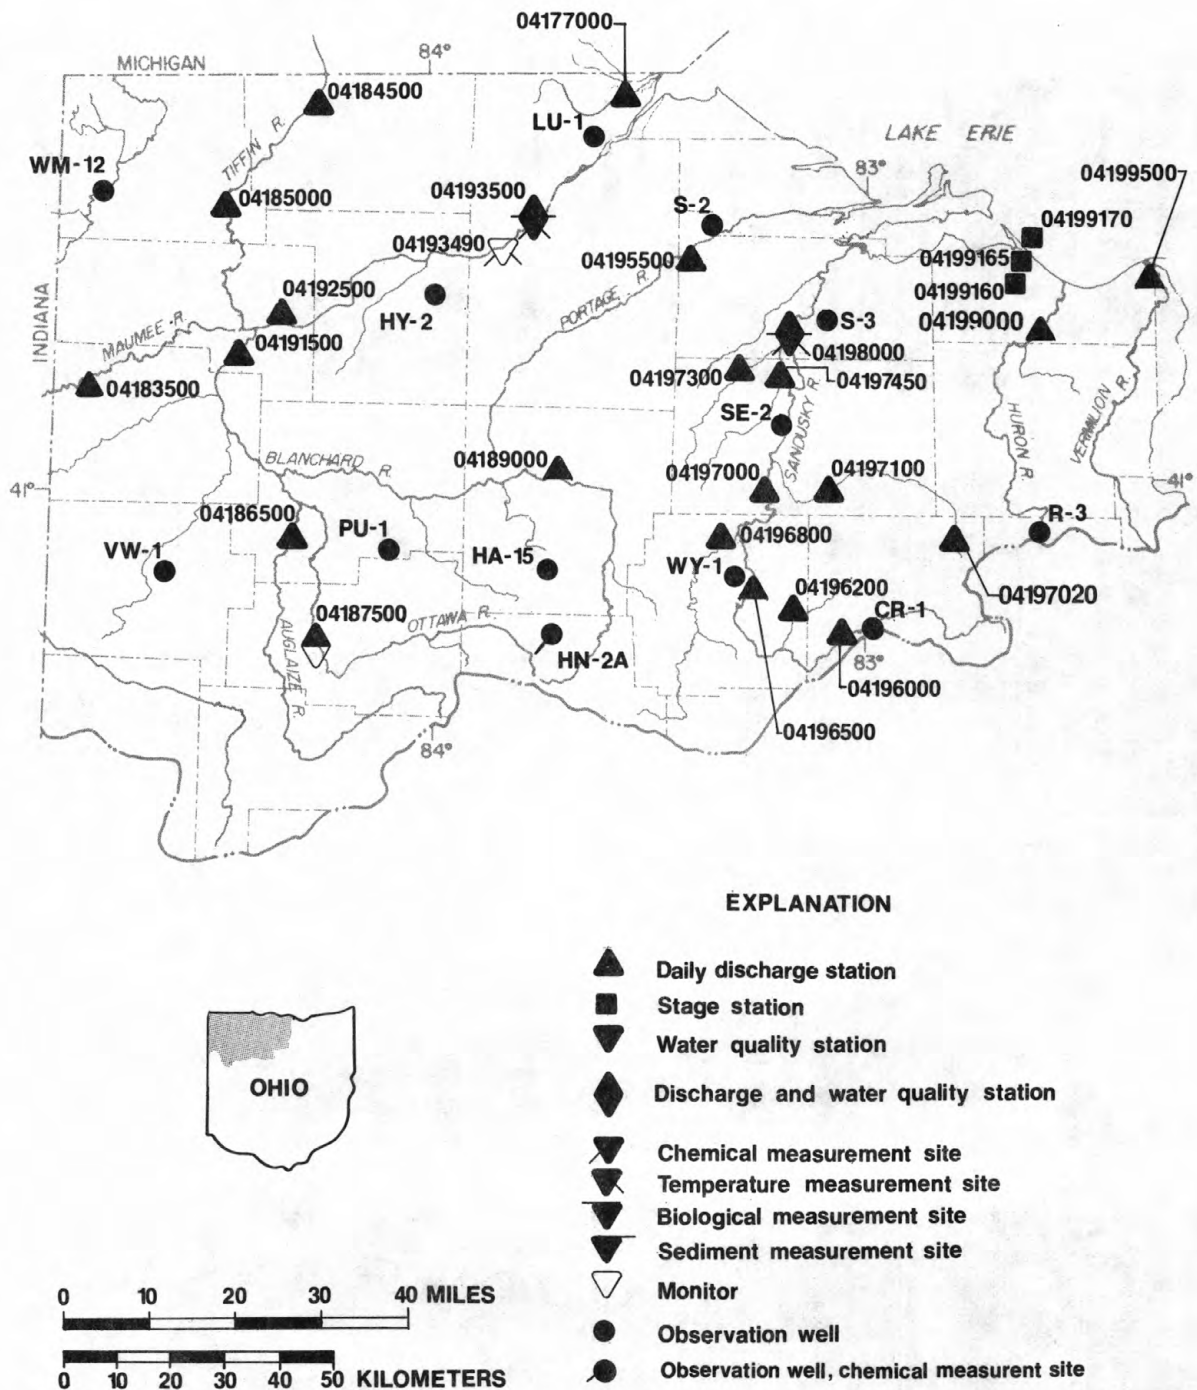 04177000
84°
MICHIGAN
04184500
LU-1
LAKE ERIE
TIFFIN R.
WM-12
83°
04199500
04193500
04185000
S-2
04199170
04193490
04199165
04195500
04199160
04192500
INDIANA
HY-2
PORTAGE R.
S-3
04199000
MAUMEE R.
04191500
04198000
04197300
04197450
04183500
SE-2
SANDUSKY R.
HURON R.
VERMILION R.
BLANCHARD R.
04189000
04197000
04197100
41°
41°
04186500
PU-1
R-3
VW-1
HA-15
04196800
WY-1
04196200
04197020
04187500
OTTAWA R.
CR-1
AUGLAIZE R.
HN-2A
83°
04196000
84°
04196500
EXPLANATION
Daily discharge station
Stage station
Water quality station
Discharge and water quality station
Chemical measurement site
Temperature measurement site
Biological measurement site
Sediment measurement site
Monitor
Observation well
Observation well, chemical measurent site
OHIO
0 10 20 30 40 MILES
0 10 20 30 40 50 KILOMETERS